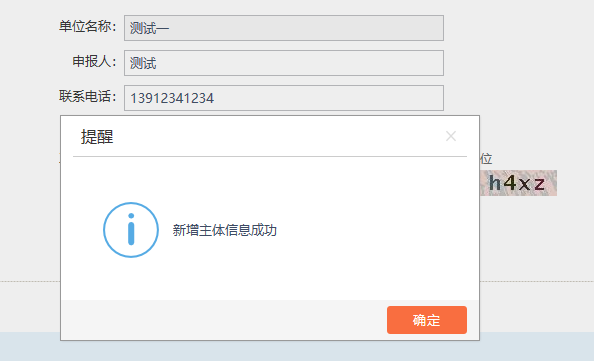 单位名称: 测试一
申报人: 测试
联系电话: 13912341234
提醒
位
h4xz
新增主体信息成功
确定